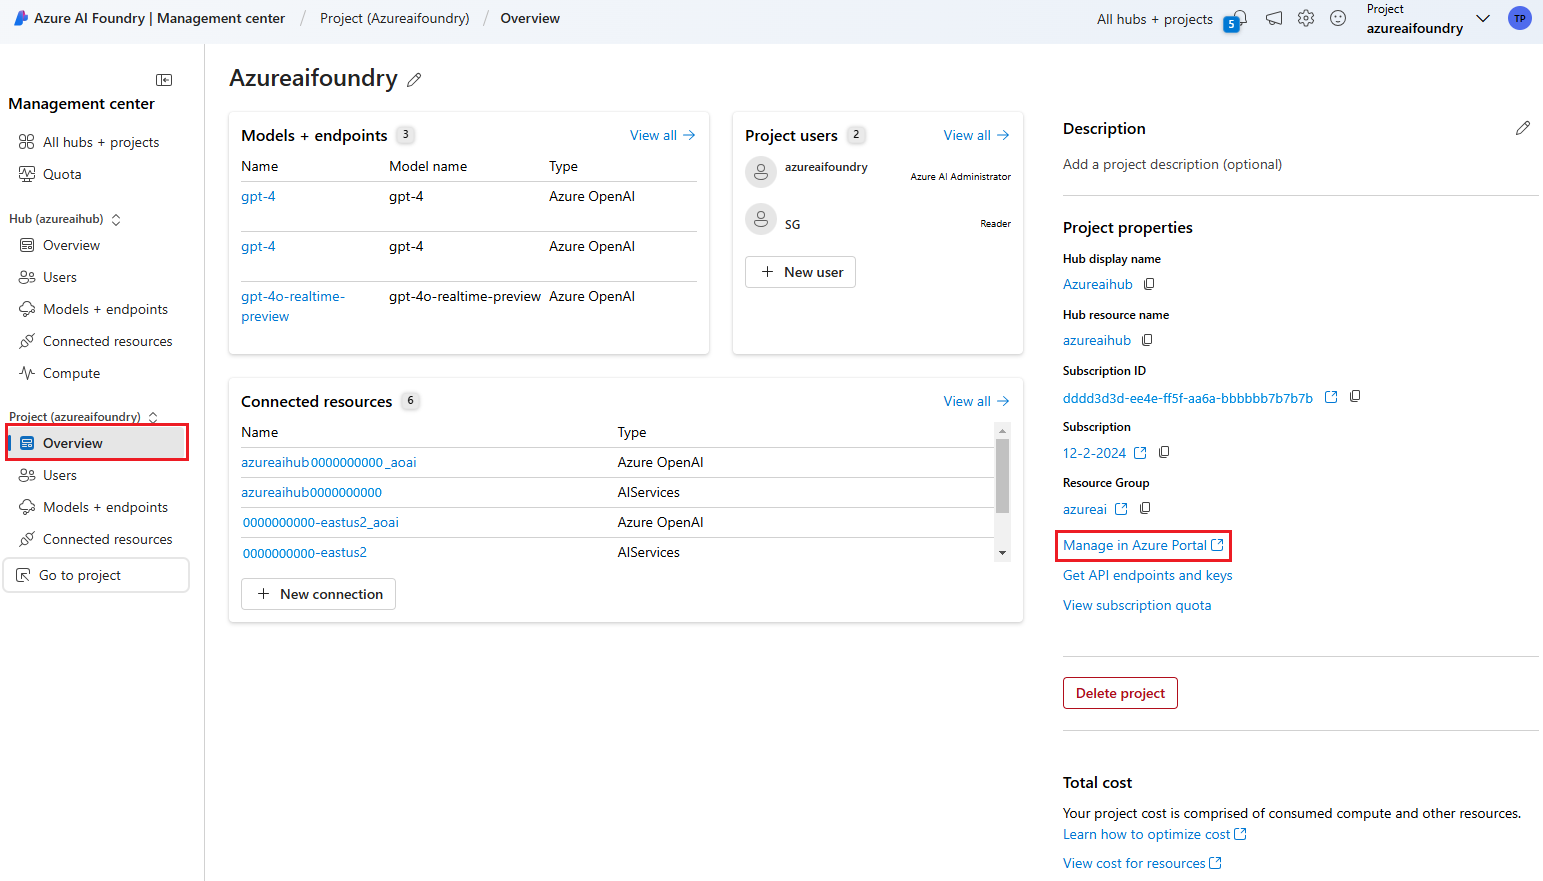 Azure AI Foundry | Management center / Project (Azureaifoundry) / Overview
All hubs + projects
5
Project
azureaifoundry
TP
Management center
All hubs + projects
Quota
Hub (azureaihub)
Overview
Users
Models + endpoints
Connected resources
Compute
Project (azureaifoundry)
Overview
Users
Models + endpoints
Connected resources
Go to project
Azureaifoundry
Models + endpoints 3 View all
Name Model name Type
gpt-4 gpt-4 Azure OpenAI
gpt-4 gpt-4 Azure OpenAI
gpt-4o-realtime- gpt-4o-realtime-preview Azure OpenAI
preview
Project users 2 View all
azureaifoundry
Azure AI Administrator
SG Reader
New user
Connected resources 6 View all
Name Type
azureaihub0000000000_aoai Azure OpenAI
azureaihub0000000000 AIServices
0000000000-eastus2_aoai Azure OpenAI
0000000000-eastus2 AIServices
New connection
Description
Add a project description (optional)
Project properties
Hub display name
Azureaihub
Hub resource name
azureaihub
Subscription ID
dddd3d3d-ee4e-ff5f-aa6a-bbbbbb7b7b7b
Subscription
12-2-2024
Resource Group
azureai
Manage in Azure Portal
Get API endpoints and keys
View subscription quota
Delete project
Total cost
Your project cost is comprised of consumed compute and other resources.
Learn how to optimize cost
View cost for resources